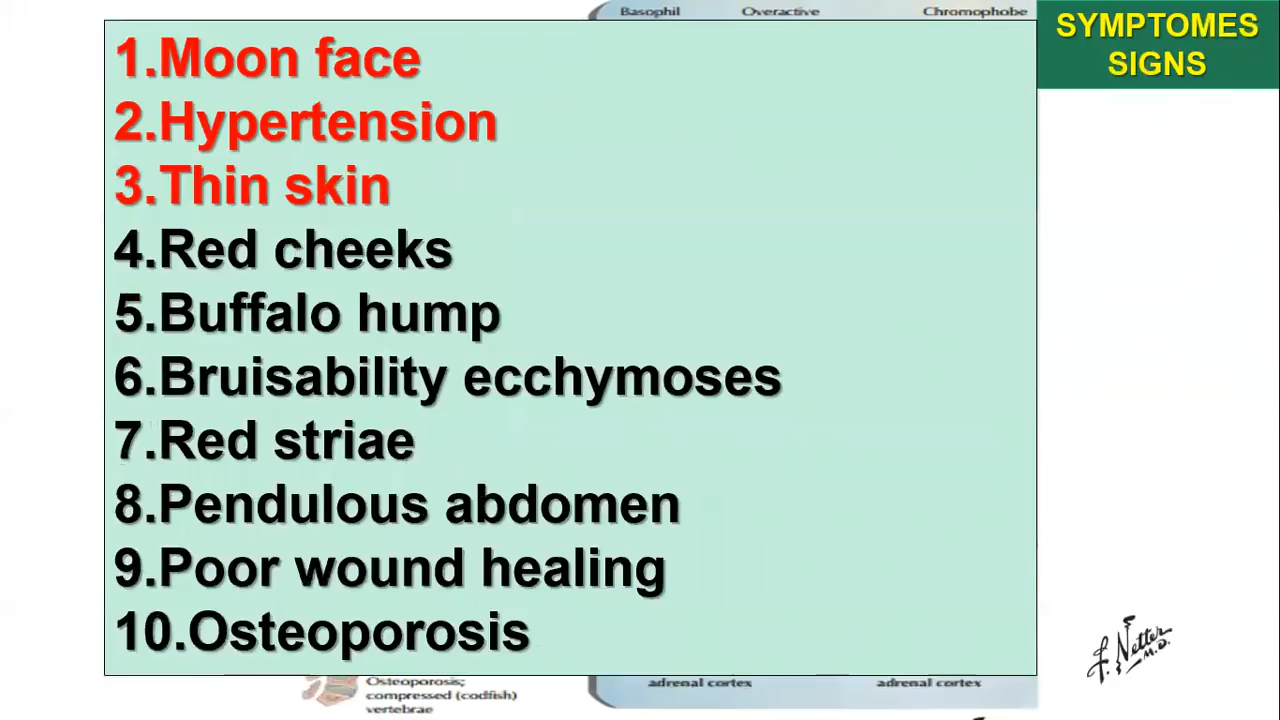 Basophil Overactive Chromophobe
SYMPTOMES
SIGNS
1.Moon face
2.Hypertension
3.Thin skin
4.Red cheeks
5.Buffalo hump
6.Bruisability ecchymoses
7.Red striae
8.Pendulous abdomen
9.Poor wound healing
10.Osteoporosis
Osteoporosis;
compressed (codfish)
vertebrae
adrenal cortex adrenal cortex
F. Netter
M.D.